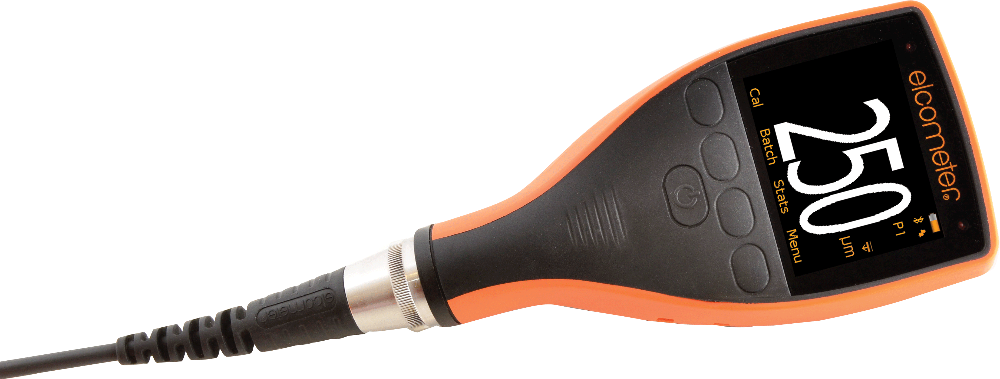 elcometer®
P1
250
µm
Cal Batch Stats Menu
elcometer